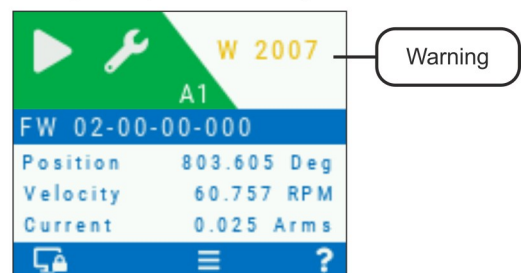 W 2007
Warning
A1
FW 02-00-00-000
Position 803.605 Deg
Velocity 60.757 RPM
Current 0.025 Arms
?